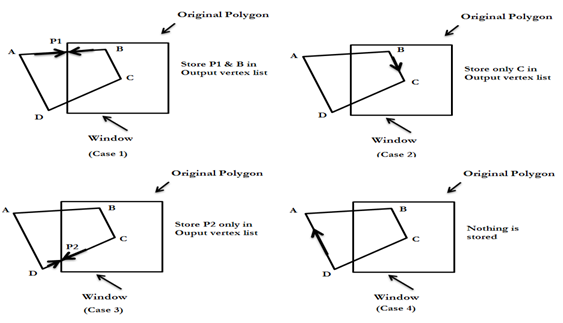 Original Polygon
A
P1
B
Store P1 & B in
Output vertex list
C
D
Window
(Case 1)
Original Polygon
A
B
Store only C in
Output vertex list
C
D
Window
(Case 2)
Original Polygon
A
B
Store P2 only in
Ouput vertex list
P2
C
D
Window
(Case 3)
Original Polygon
A
B
Nothing is
stored
C
D
Window
(Case 4)